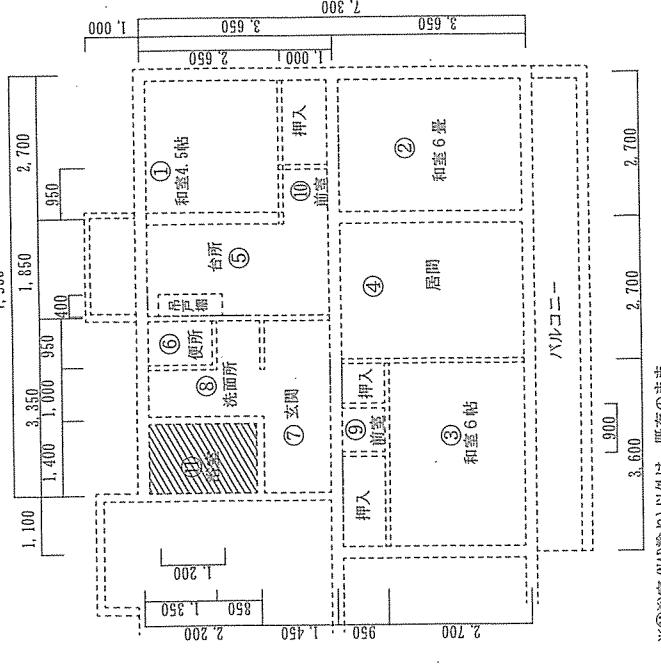 7,300
3,650
3,650
1,000
2,650
1,000
2,700
950
1,850
400
3,350
950
1,000
1,400
1,100
①
和室4.5帖
押入
⑩
前室
②
和室6畳
台所
⑤
吊戸棚
④
居間
⑥
便所
⑧
洗面所
⑦
玄関
⑪
浴室
押入
⑨
前室
押入
③
和室6帖
バルコニー
2,700
2,700
3,600
900
1,200
1,350
850
2,200
1,450
950
2,700